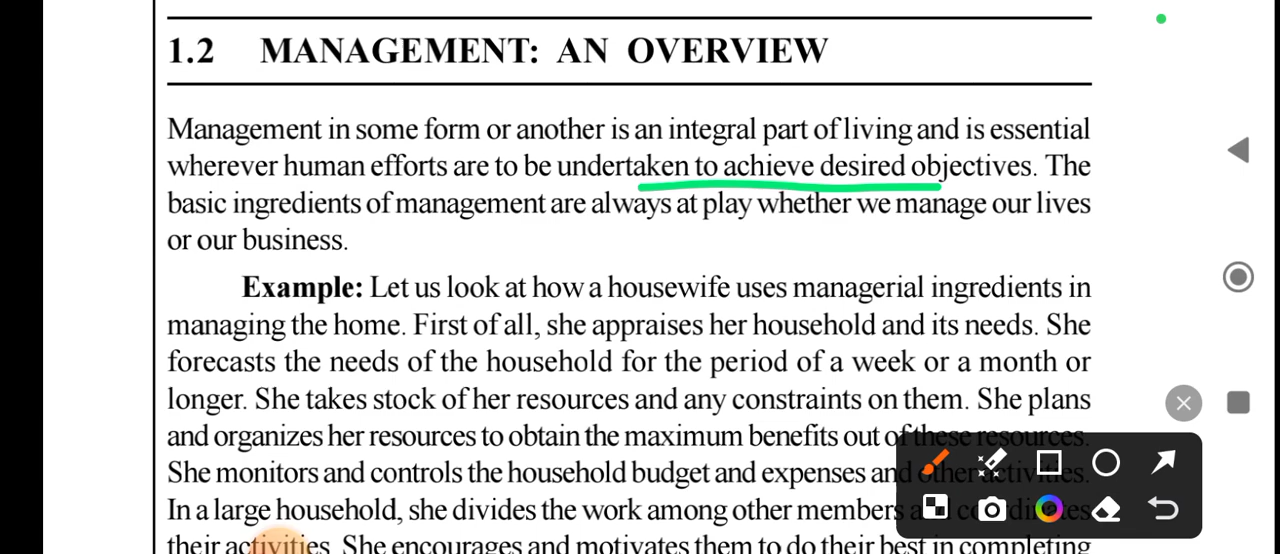 1.2 MANAGEMENT: AN OVERVIEW
Management in some form or another is an integral part of living and is essential
wherever human efforts are to be undertaken to achieve desired objectives. The
basic ingredients of management are always at play whether we manage our lives
or our business.
Example: Let us look at how a housewife uses managerial ingredients in
managing the home. First of all, she appraises her household and its needs. She
forecasts the needs of the household for the period of a week or a month or
longer. She takes stock of her resources and any constraints on them. She plans
and organizes her resources to obtain the maximum benefits out of these resources.
She monitors and controls the household budget and expenses and other activities.
In a large household, she divides the work among other members and coordinates
their activities. She encourages and motivates them to do their best in completing